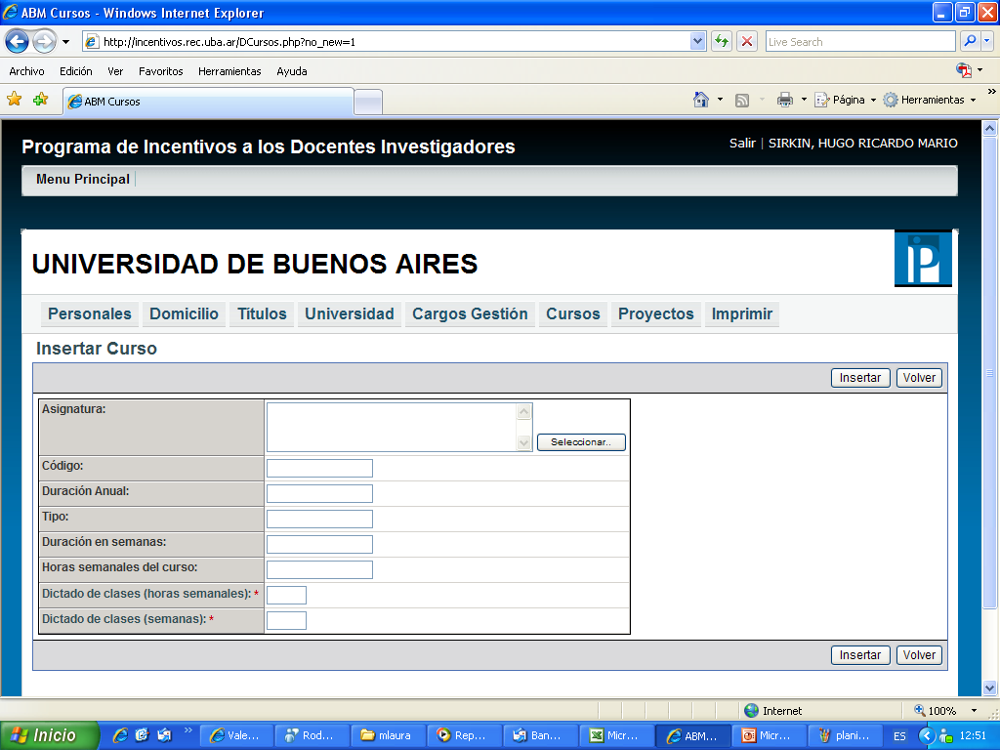 ABM Cursos - Windows Internet Explorer
http://incentivos.rec.uba.ar/DCursos.php?no_new=1
Live Search
Archivo Edición Ver Favoritos Herramientas Ayuda
ABM Cursos
Página Herramientas
Programa de Incentivos a los Docentes Investigadores
Salir | SIRKIN, HUGO RICARDO MARIO
Menu Principal
UNIVERSIDAD DE BUENOS AIRES
Personales Domicilio Titulos Universidad Cargos Gestión Cursos Proyectos Imprimir
Insertar Curso
Insertar Volver
Asignatura:
Seleccionar..
Código:
Duración Anual:
Tipo:
Duración en semanas:
Horas semanales del curso:
Dictado de clases (horas semanales): *
Dictado de clases (semanas): *
Insertar Volver
Internet
100%
Inicio
Vale...
Rod...
mlaura
Rep...
Ban...
Micr...
ABM...
Micr...
plani...
ES
12:51